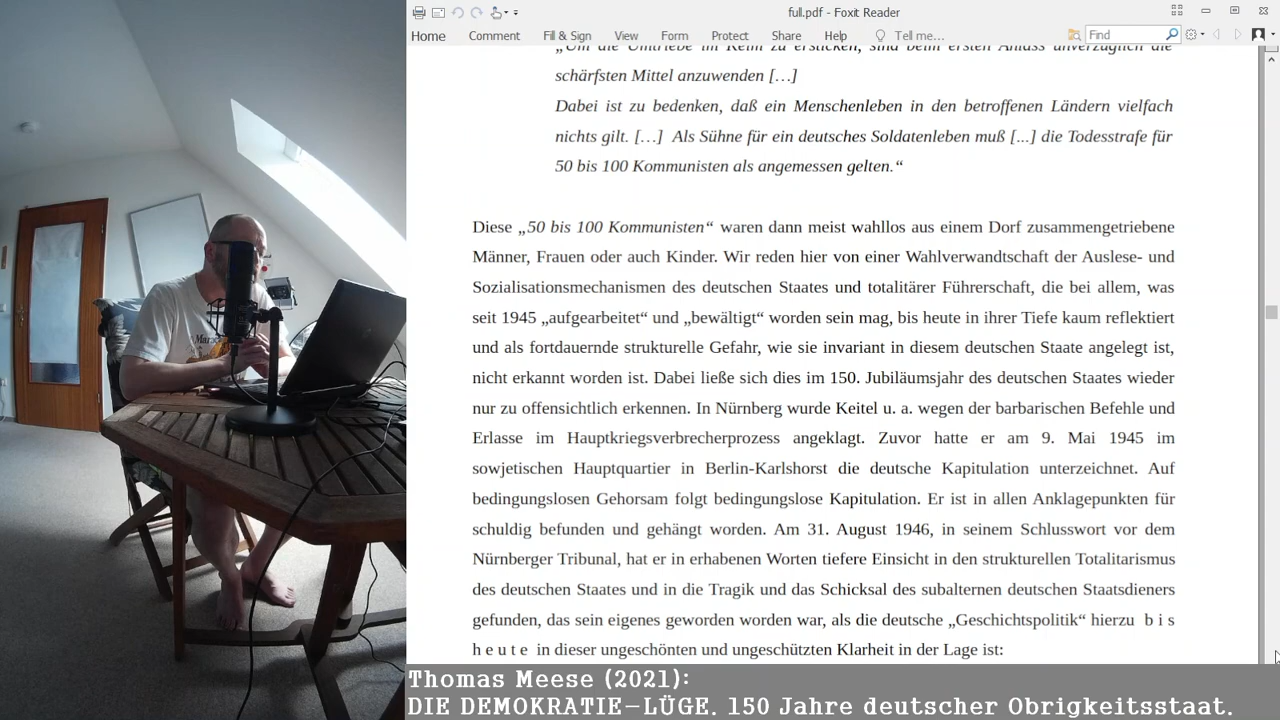 full.pdf - Foxit Reader
Home Comment Fill & Sign View Form Protect Share Help Tell me… Find
„Um die Umtriebe im Keim zu ersticken, sind beim ersten Anlass unverzüglich die
schärfsten Mittel anzuwenden […]
Dabei ist zu bedenken, daß ein Menschenleben in den betroffenen Ländern vielfach
nichts gilt. […] Als Sühne für ein deutsches Soldatenleben muß [...] die Todesstrafe für
50 bis 100 Kommunisten als angemessen gelten.“
Diese „50 bis 100 Kommunisten“ waren dann meist wahllos aus einem Dorf zusammengetriebene
Männer, Frauen oder auch Kinder. Wir reden hier von einer Wahlverwandtschaft der Auslese- und
Sozialisationsmechanismen des deutschen Staates und totalitärer Führerschaft, die bei allem, was
seit 1945 „aufgearbeitet“ und „bewältigt“ worden sein mag, bis heute in ihrer Tiefe kaum reflektiert
und als fortdauernde strukturelle Gefahr, wie sie invariant in diesem deutschen Staate angelegt ist,
nicht erkannt worden ist. Dabei ließe sich dies im 150. Jubiläumsjahr des deutschen Staates wieder
nur zu offensichtlich erkennen. In Nürnberg wurde Keitel u. a. wegen der barbarischen Befehle und
Erlasse im Hauptkriegsverbrecherprozess angeklagt. Zuvor hatte er am 9. Mai 1945 im
sowjetischen Hauptquartier in Berlin-Karlshorst die deutsche Kapitulation unterzeichnet. Auf
bedingungslosen Gehorsam folgt bedingungslose Kapitulation. Er ist in allen Anklagepunkten für
schuldig befunden und gehängt worden. Am 31. August 1946, in seinem Schlusswort vor dem
Nürnberger Tribunal, hat er in erhabenen Worten tiefere Einsicht in den strukturellen Totalitarismus
des deutschen Staates und in die Tragik und das Schicksal des subalternen deutschen Staatsdieners
gefunden, das sein eigenes geworden worden war, als die deutsche „Geschichtspolitik“ hierzu b i s
h e u t e in dieser ungeschönten und ungeschützten Klarheit in der Lage ist:
Thomas Meese (2021):
DIE DEMOKRATIE-LÜGE. 150 Jahre deutscher Obrigkeitsstaat.